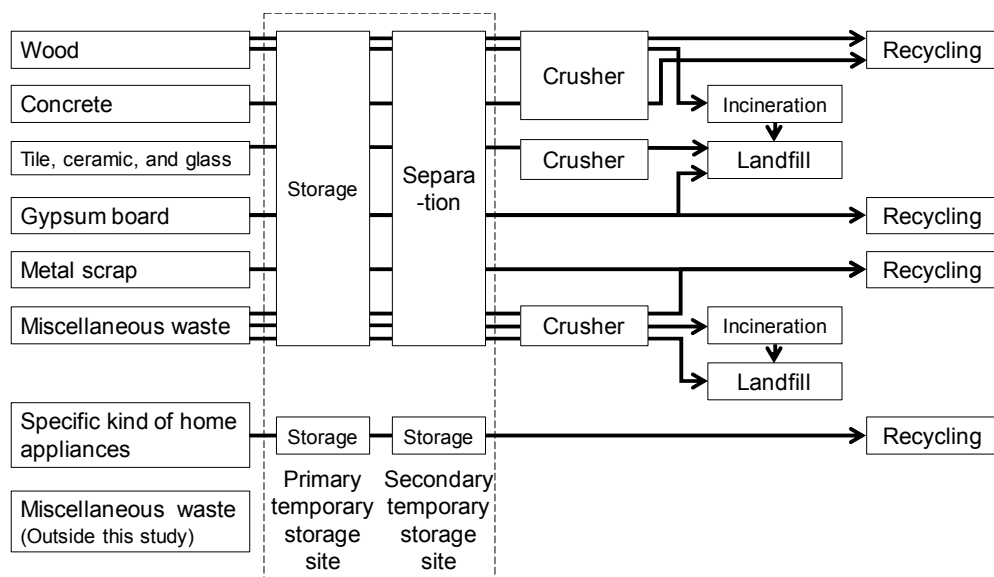 Wood
Recycling
Crusher
Concrete
Incineration
Tile, ceramic, and glass
Crusher
Landfill
Storage
Separa
-tion
Gypsum board
Recycling
Metal scrap
Recycling
Miscellaneous waste
Crusher
Incineration
Landfill
Specific kind of home
appliances
Storage
Storage
Recycling
Primary
temporary
storage
site
Secondary
temporary
storage
site
Miscellaneous waste
(Outside this study)